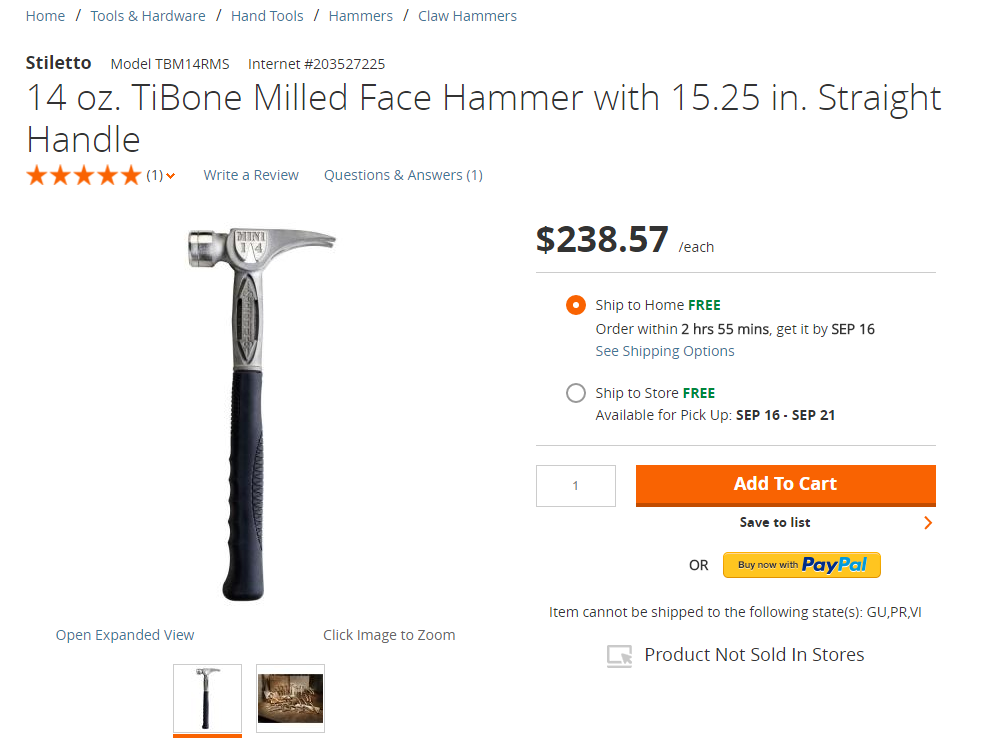 Home / Tools & Hardware / Hand Tools / Hammers / Claw Hammers
Stiletto Model TBM14RMS Internet #203527225
14 oz. TiBone Milled Face Hammer with 15.25 in. Straight
Handle
(1) Write a Review Questions & Answers (1)
MINI
14
$238.57 /each
Ship to Home FREE
Order within 2 hrs 55 mins, get it by SEP 16
See Shipping Options
Ship to Store FREE
Available for Pick Up: SEP 16 - SEP 21
1 Add To Cart
Save to list
OR Buy now with PayPal
Item cannot be shipped to the following state(s): GU,PR,VI
Product Not Sold In Stores
Open Expanded View Click Image to Zoom